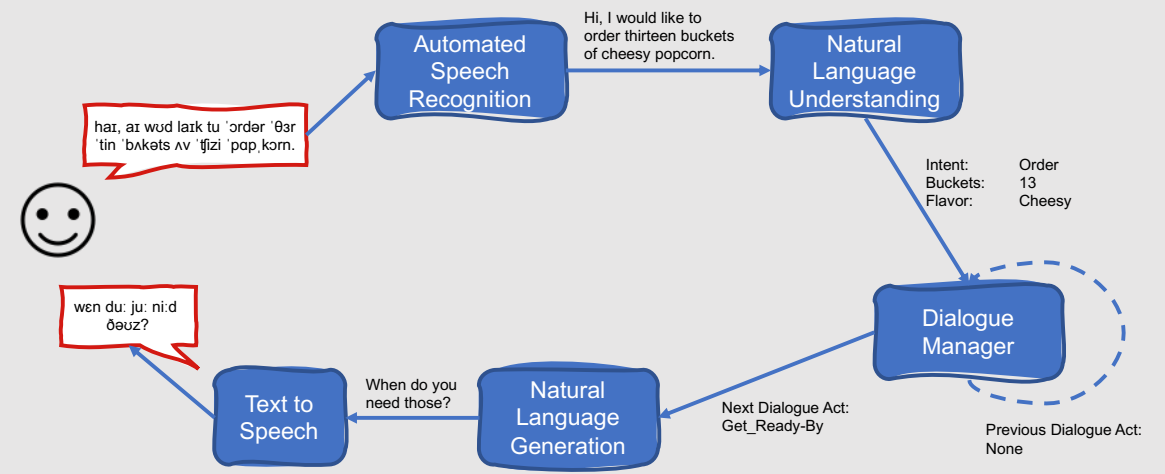 Hi, I would like to
order thirteen buckets
of cheesy popcorn.
Automated
Speech
Recognition
Natural
Language
Understanding
haɪ, aɪ wʊd laɪk tu ˈɔrdər ˈθɜr
ˈtin ˈbʌkəts ʌv ˈʧizi ˈpɑpˌkɔrn.
Intent: Order
Buckets: 13
Flavor: Cheesy
Dialogue
Manager
Previous Dialogue Act:
None
Next Dialogue Act:
Get_Ready-By
Natural
Language
Generation
When do you
need those?
Text to
Speech
wɛn duː juː niːd
ðəʊz?